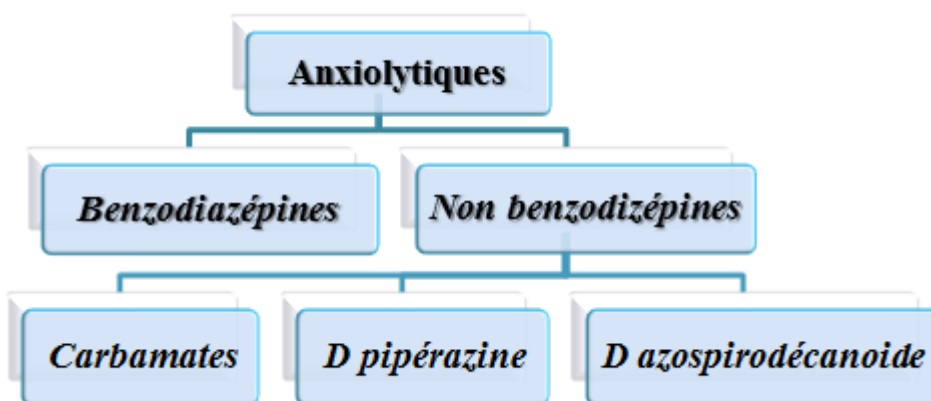 Anxiolytiques
Benzodiazépines
Non benzodizépines
Carbamates
D pipérazine
D azospirodécanoide